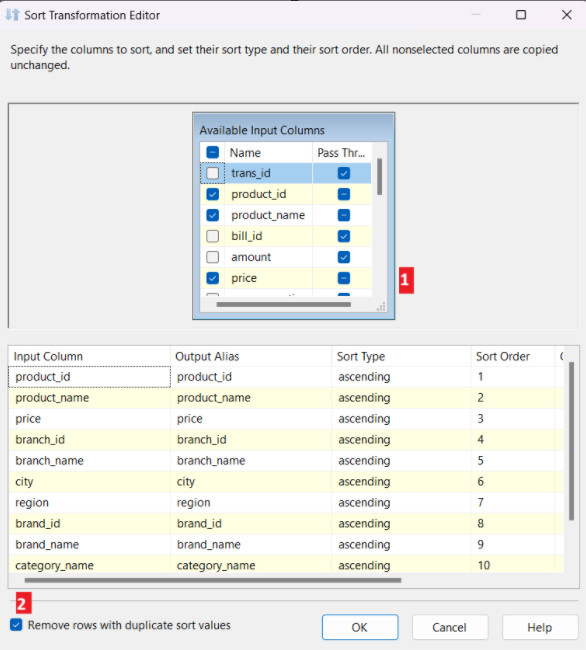 Sort Transformation Editor
Specify the columns to sort, and set their sort type and their sort order. All nonselected columns are copied
unchanged.
Available Input Columns
Name Pass Thr...
trans_id
product_id
product_name
bill_id
amount
price
1
Input Column Output Alias Sort Type Sort Order
product_id product_id ascending 1
product_name product_name ascending 2
price price ascending 3
branch_id branch_id ascending 4
branch_name branch_name ascending 5
city city ascending 6
region region ascending 7
brand_id brand_id ascending 8
brand_name brand_name ascending 9
category_name category_name ascending 10
2
Remove rows with duplicate sort values
OK Cancel Help